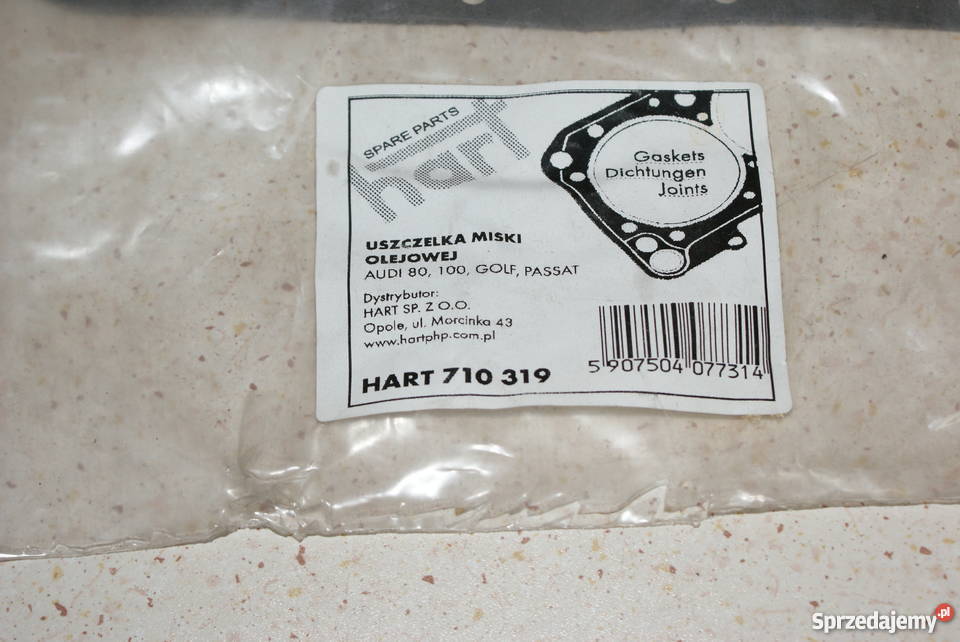 SPARE PARTS
hart
Gaskets
Dichtungen
Joints
USZCZELKA MISKI
OLEJOWEJ
AUDI 80, 100, GOLF, PASSAT
Dystrybutor:
HART SP. Z O.O.
Opole, ul. Morcinka 43
www.hartphp.com.pl
HART 710 319
5 907504 077314
Sprzedajemy.pl